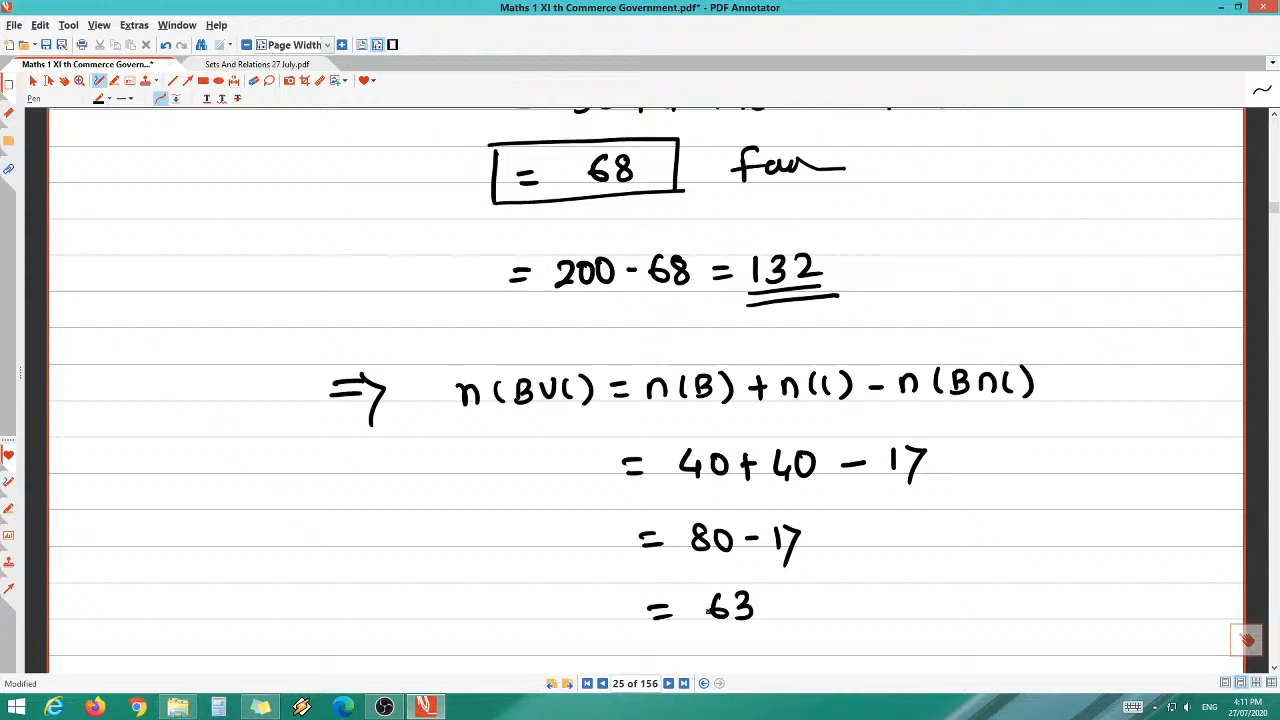 Maths 1 XI th Commerce Government.pdf* - PDF Annotator
File Edit Tool View Extras Window Help
Page Width
Maths 1 XI th Commerce Govern...* Sets And Relations 27 July.pdf
Pen
= 68
= 200 - 68 = 132
⇒ n(B∪C) = n(B) + n(C) - n(B∩C)
= 40 + 40 - 17
= 80 - 17
= 63
Modified 25 of 156
ENG 4:11 PM
27/07/2020